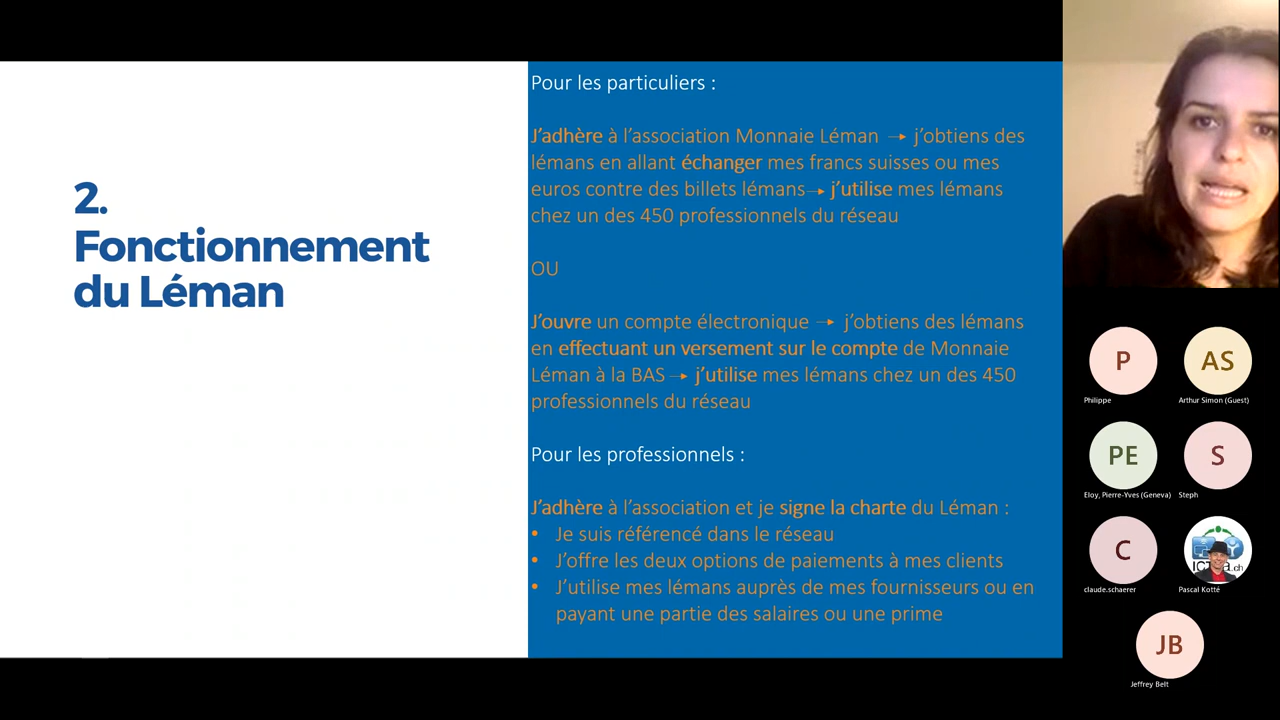 2.
Fonctionnement
du Léman
Pour les particuliers :
J'adhère à l'association Monnaie Léman → j'obtiens des
lémans en allant échanger mes francs suisses ou mes
euros contre des billets lémans→ j'utilise mes lémans
chez un des 450 professionnels du réseau
OU
J'ouvre un compte électronique → j'obtiens des lémans
en effectuant un versement sur le compte de Monnaie
Léman à la BAS → j'utilise mes lémans chez un des 450
professionnels du réseau
Pour les professionnels :
J'adhère à l'association et je signe la charte du Léman :
• Je suis référencé dans le réseau
• J'offre les deux options de paiements à mes clients
• J'utilise mes lémans auprès de mes fournisseurs ou en
payant une partie des salaires ou une prime
P
Philippe
AS
Arthur Simon (Guest)
PE
Eloy, Pierre-Yves (Geneva)
S
Steph
C
claude.schaerer
Pascal Kotté
JB
Jeffrey Belt